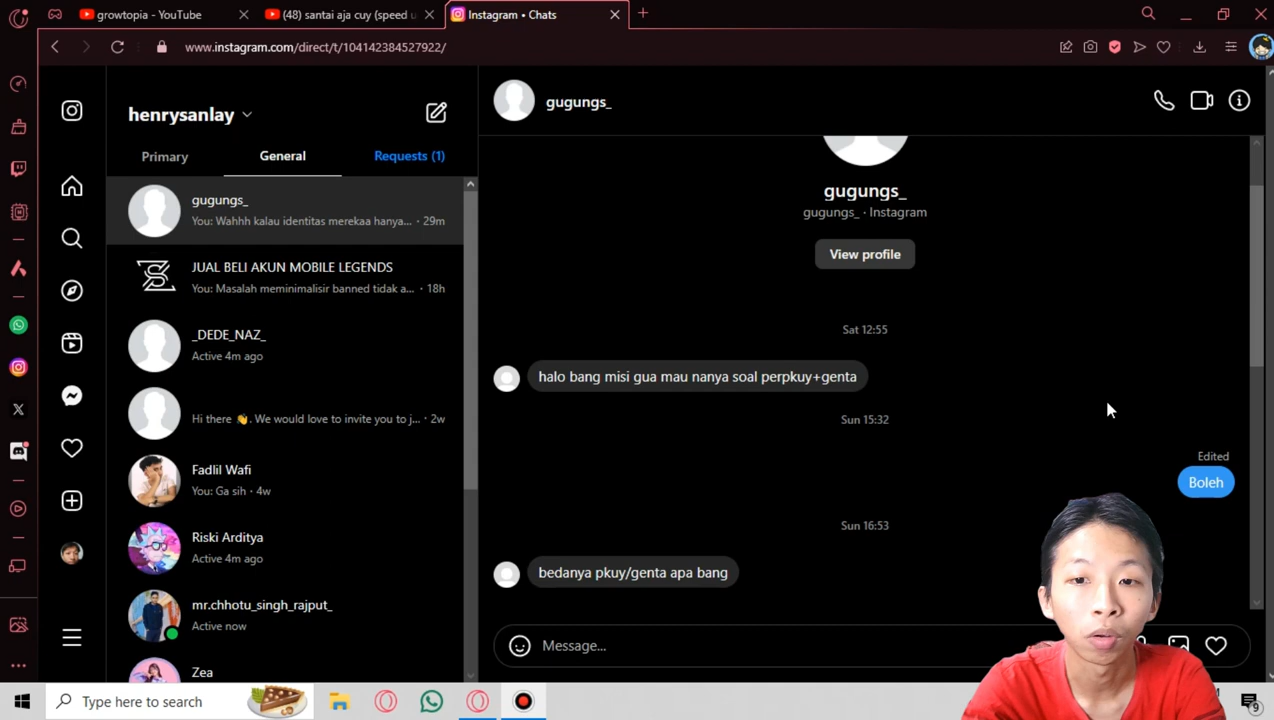 growtopia - YouTube
(48) santai aja cuy (speed u
Instagram • Chats
www.instagram.com/direct/t/104142384527922/
henrysanlay
Primary
General
Requests (1)
gugungs_
You: Wahhh kalau identitas merekaa hanya... · 29m
JUAL BELI AKUN MOBILE LEGENDS
You: Masalah meminimalisir banned tidak a... · 18h
_DEDE_NAZ_
Active 4m ago
Hi there 👋. We would love to invite you to j... · 2w
Fadlil Wafi
You: Ga sih · 4w
Riski Arditya
Active 4m ago
mr.chhotu_singh_rajput_
Active now
Zea
gugungs_
gugungs_
gugungs_ · Instagram
View profile
Sat 12:55
halo bang misi gua mau nanya soal perpkuy+genta
Sun 15:32
Edited
Boleh
Sun 16:53
bedanya pkuy/genta apa bang
Message...
Type here to search
9